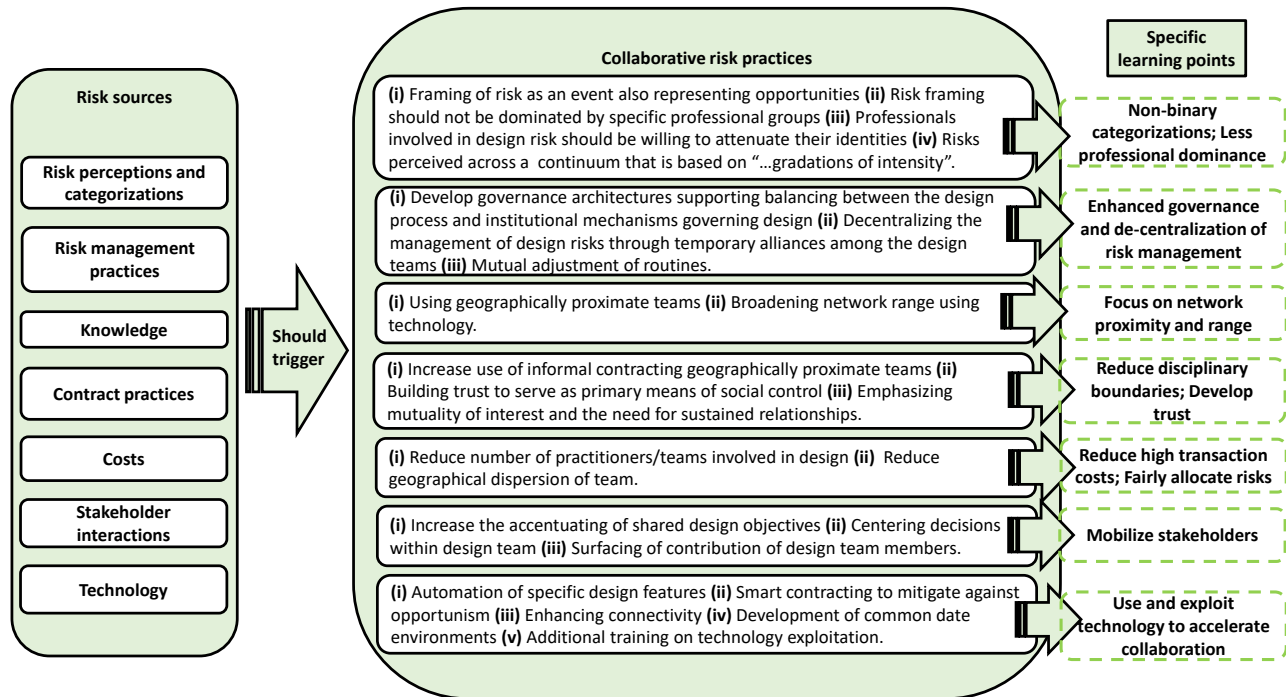 Risk sources
Risk perceptions and
categorizations
Risk management
practices
Knowledge
Contract practices
Costs
Stakeholder
interactions
Technology
Should
trigger
Collaborative risk practices
(i) Framing of risk as an event also representing opportunities (ii) Risk framing
should not be dominated by specific professional groups (iii) Professionals
involved in design risk should be willing to attenuate their identities (iv) Risks
perceived across a continuum that is based on “...gradations of intensity”.
(i) Develop governance architectures supporting balancing between the design
process and institutional mechanisms governing design (ii) Decentralizing the
management of design risks through temporary alliances among the design
teams (iii) Mutual adjustment of routines.
(i) Using geographically proximate teams (ii) Broadening network range using
technology.
(i) Increase use of informal contracting geographically proximate teams (ii)
Building trust to serve as primary means of social control (iii) Emphasizing
mutuality of interest and the need for sustained relationships.
(i) Reduce number of practitioners/teams involved in design (ii) Reduce
geographical dispersion of team.
(i) Increase the accentuating of shared design objectives (ii) Centering decisions
within design team (iii) Surfacing of contribution of design team members.
(i) Automation of specific design features (ii) Smart contracting to mitigate against
opportunism (iii) Enhancing connectivity (iv) Development of common date
environments (v) Additional training on technology exploitation.
Specific
learning points
Non-binary
categorizations; Less
professional dominance
Enhanced governance
and de-centralization of
risk management
Focus on network
proximity and range
Reduce disciplinary
boundaries; Develop
trust
Reduce high transaction
costs; Fairly allocate risks
Mobilize stakeholders
Use and exploit
technology to accelerate
collaboration